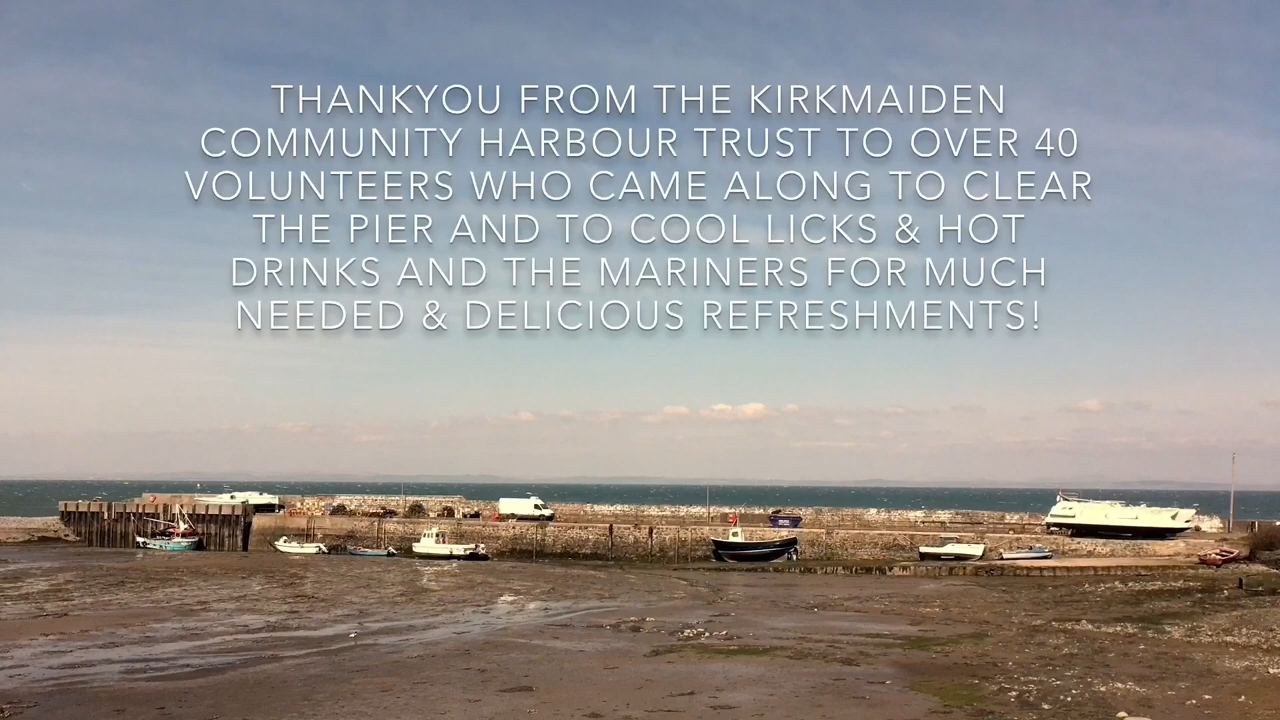 THANKYOU FROM THE KIRKMAIDEN
COMMUNITY HARBOUR TRUST TO OVER 40
VOLUNTEERS WHO CAME ALONG TO CLEAR
THE PIER AND TO COOL LICKS & HOT
DRINKS AND THE MARINERS FOR MUCH
NEEDED & DELICIOUS REFRESHMENTS!